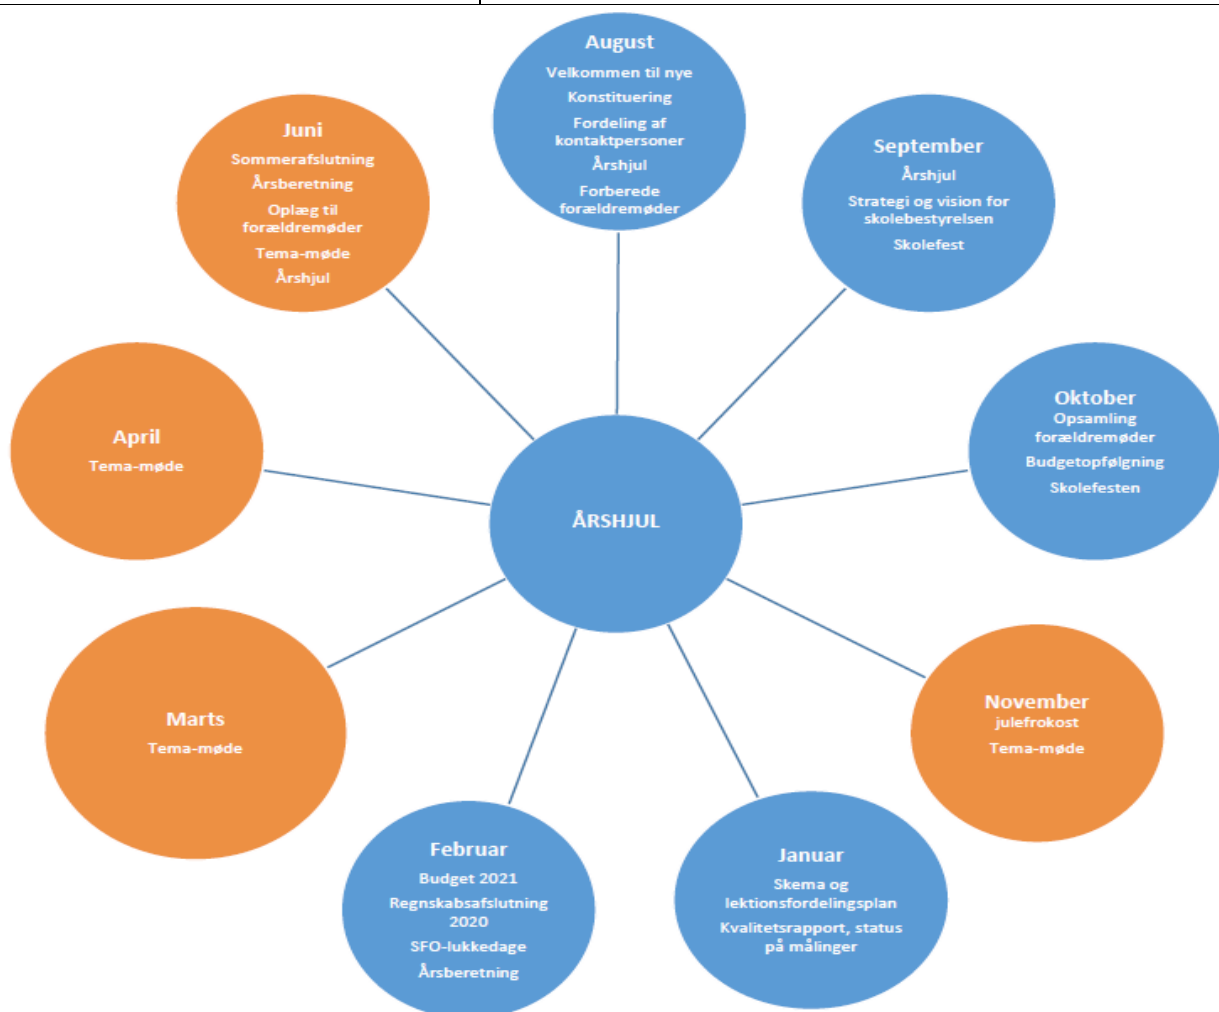 August
Velkommen til nye
Konstituering
Fordeling af
kontaktpersoner
Årshjul
Forberede
forældremøder
September
Årshjul
Strategi og vision for
skolebestyrelsen
Skolefest
Oktober
Opsamling
forældremøder
Budgetopfølgning
Skolefesten
November
julefrokost
Tema-møde
Januar
Skema og
lektionsfordelingsplan
Kvalitetsrapport, status
på målinger
Februar
Budget 2021
Regnskabsafslutning
2020
SFO-lukkedage
Årsberetning
Marts
Tema-møde
April
Tema-møde
Juni
Sommerafslutning
Årsberetning
Oplæg til
forældremøder
Tema-møde
Årshjul
ÅRSHJUL